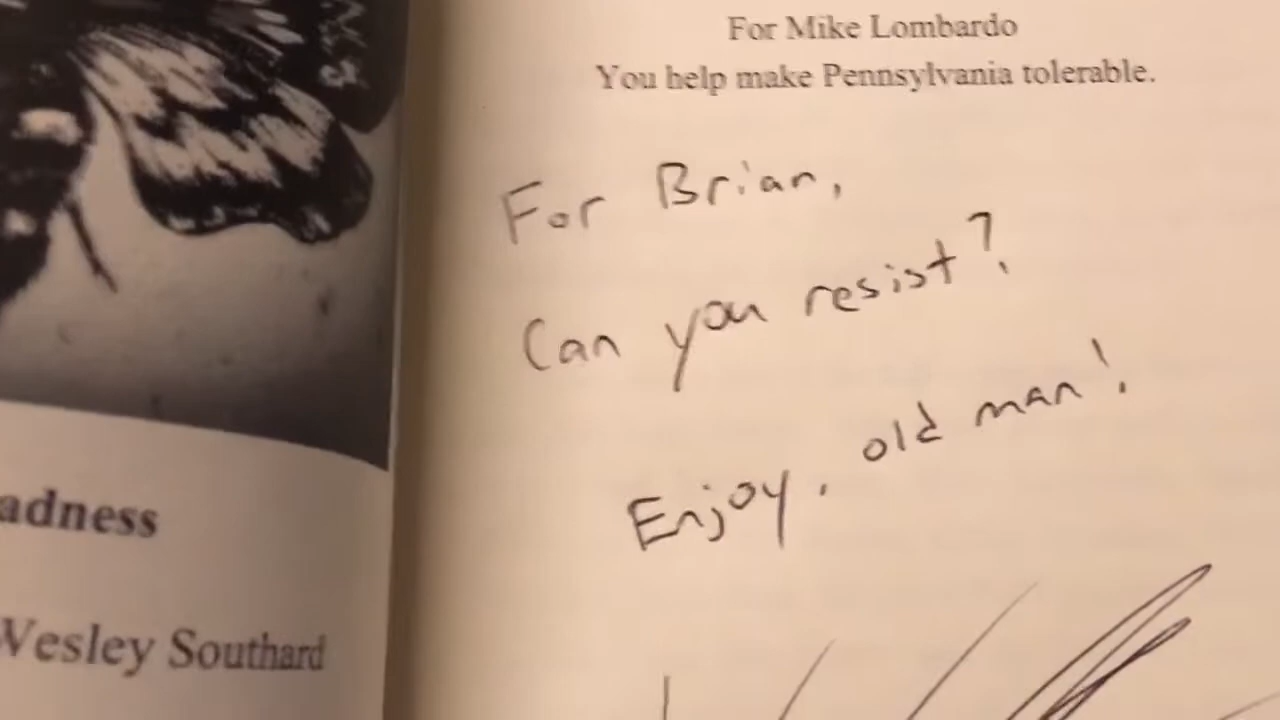 For Mike Lombardo
You help make Pennsylvania tolerable.
For Brian,
Can you resist?
Enjoy, old man!
adness
Wesley Southard